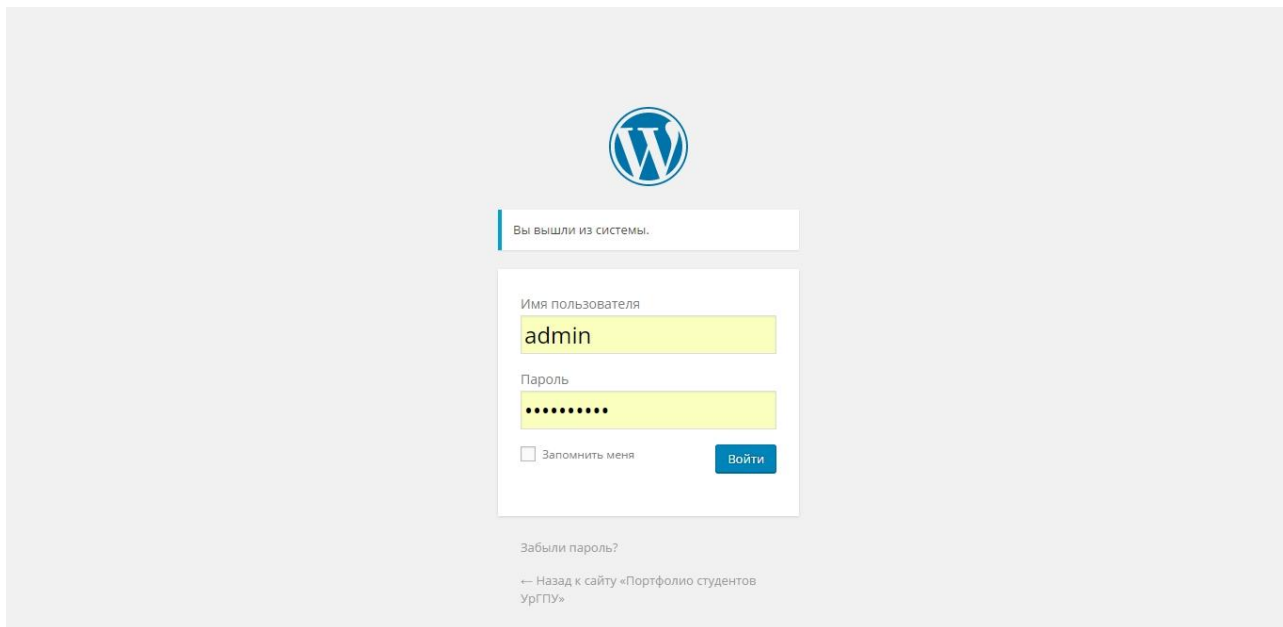 Вы вышли из системы.
Имя пользователя
admin
Пароль
••••••••••
Запомнить меня
Войти
Забыли пароль?
← Назад к сайту «Портфолио студентов
УрГПУ»